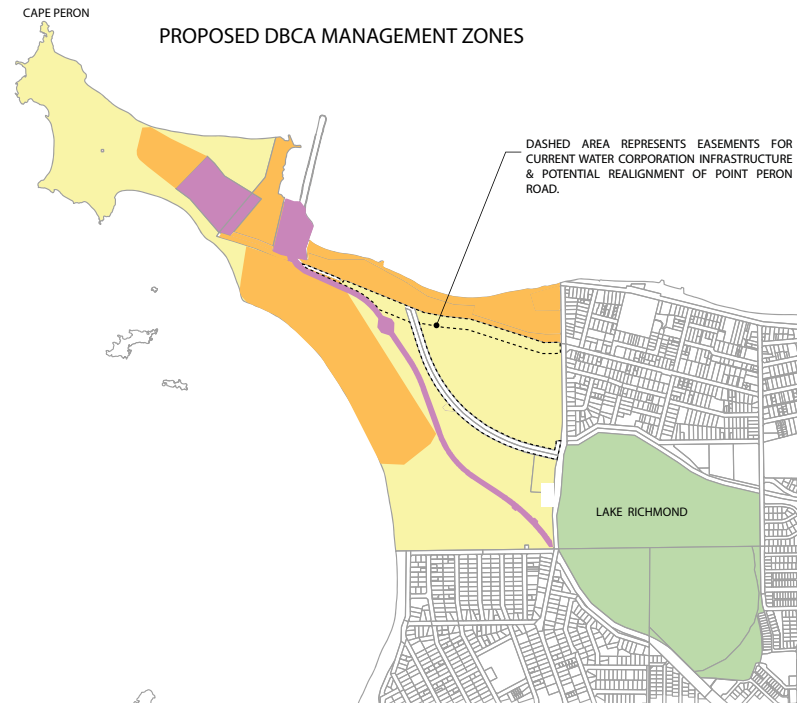 CAPE PERON
PROPOSED DBCA MANAGEMENT ZONES
DASHED AREA REPRESENTS EASEMENTS FOR
CURRENT WATER CORPORATION INFRASTRUCTURE
& POTENTIAL REALIGNMENT OF POINT PERON
ROAD.
LAKE RICHMOND